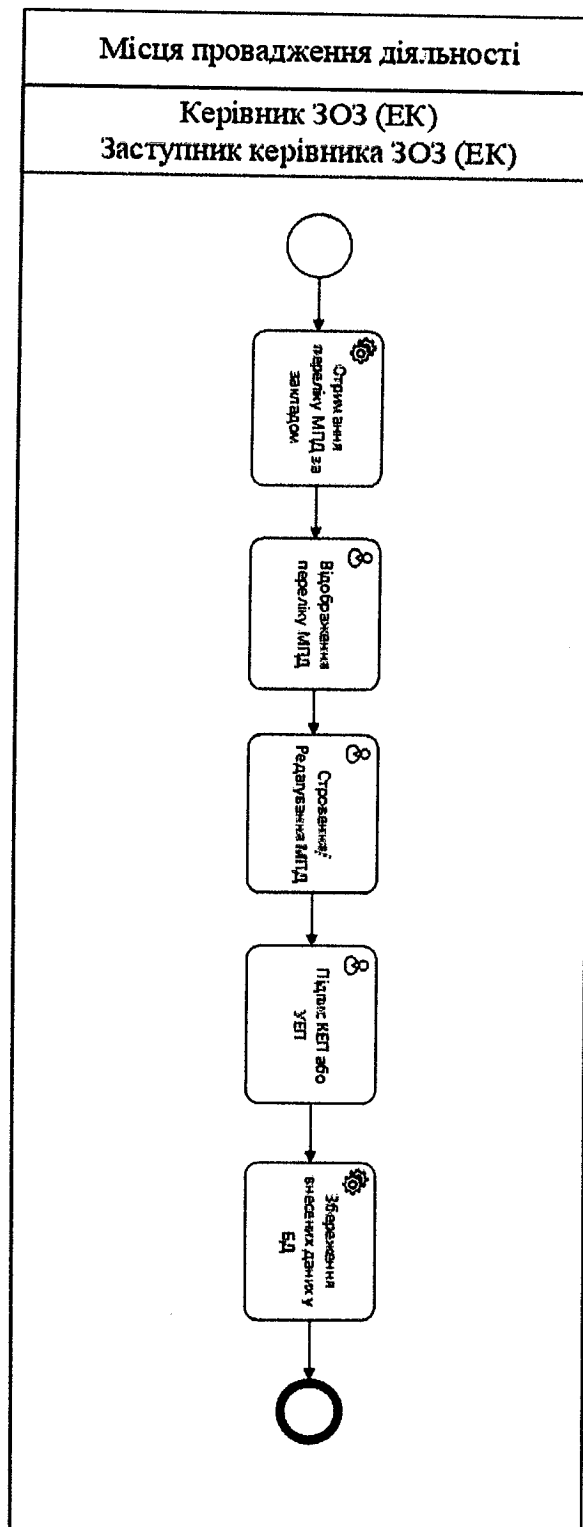 Місця провадження діяльності
Керівник ЗОЗ (ЕК)
Заступник керівника ЗОЗ (ЕК)
Отримання
переліку МПД за
закладом
Відображення
переліку МПД
Створення/
Редагування МПД
Підпис КЕП або
УЕП
Збереження
внесених даних у
БД